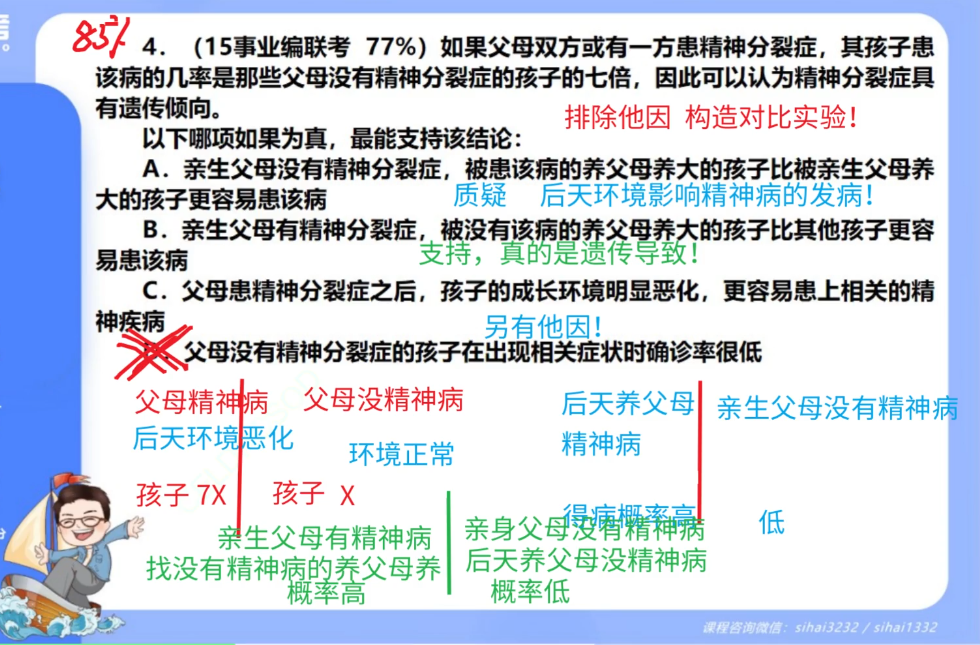 85%
4．（15事业编联考 77%）如果父母双方或有一方患精神分裂症，其孩子患
该病的几率是那些父母没有精神分裂症的孩子的七倍，因此可以认为精神分裂症具
有遗传倾向。
排除他因 构造对比实验！
以下哪项如果为真，最能支持该结论：
A．亲生父母没有精神分裂症，被患该病的养父母养大的孩子比被亲生父母养
大的孩子更容易患该病
质疑 后天环境影响精神病的发病！
B．亲生父母有精神分裂症，被没有该病的养父母养大的孩子比其他孩子更容
易患该病
支持，真的是遗传导致！
C．父母患精神分裂症之后，孩子的成长环境明显恶化，更容易患上相关的精
神疾病
另有他因！
父母没有精神分裂症的孩子在出现相关症状时确诊率很低
父母精神病 父母没精神病 后天养父母 亲生父母没有精神病
后天环境恶化 环境正常 精神病
孩子 7X 孩子 X
得病概率高 低
亲生父母有精神病 亲身父母没有精神病
找没有精神病的养父母养 后天养父母没精神病
概率高 概率低
课程咨询微信：sihai3232 / sihai1332